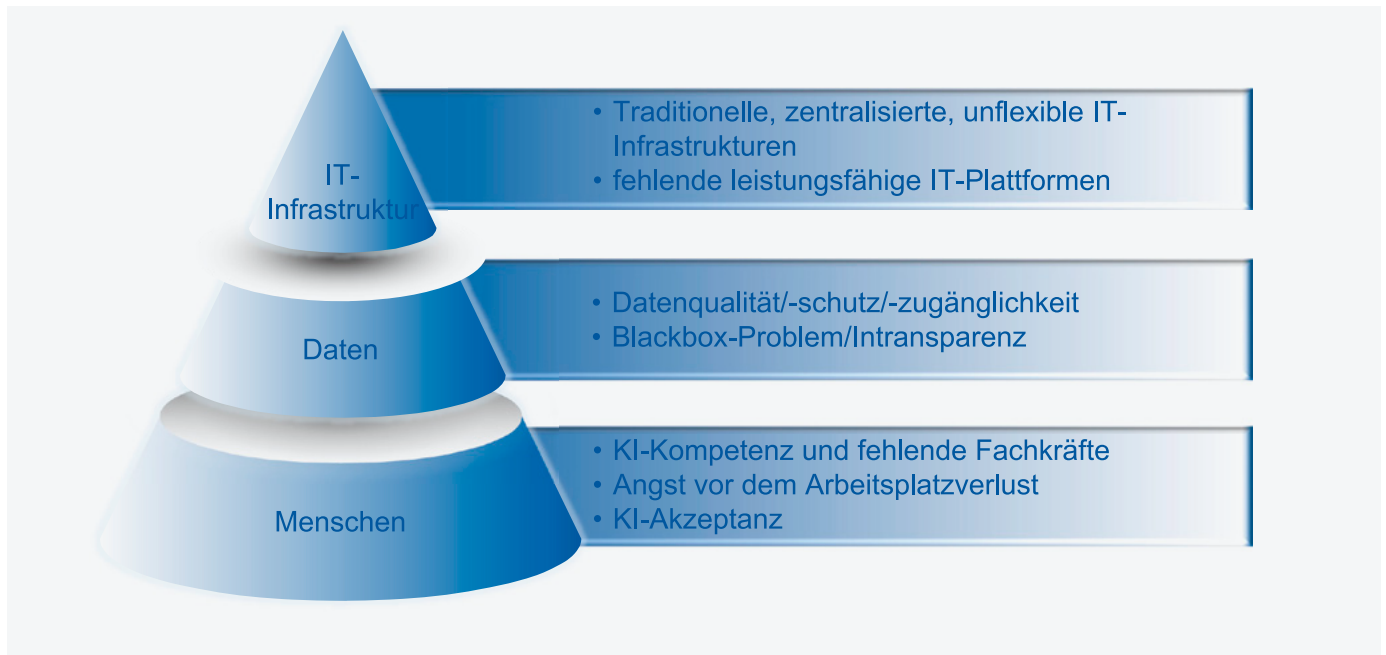 IT-
Infrastruktur
• Traditionelle, zentralisierte, unflexible IT-
Infrastrukturen
• fehlende leistungsfähige IT-Plattformen
Daten
• Datenqualität/-schutz/-zugänglichkeit
• Blackbox-Problem/Intransparenz
Menschen
• KI-Kompetenz und fehlende Fachkräfte
• Angst vor dem Arbeitsplatzverlust
• KI-Akzeptanz